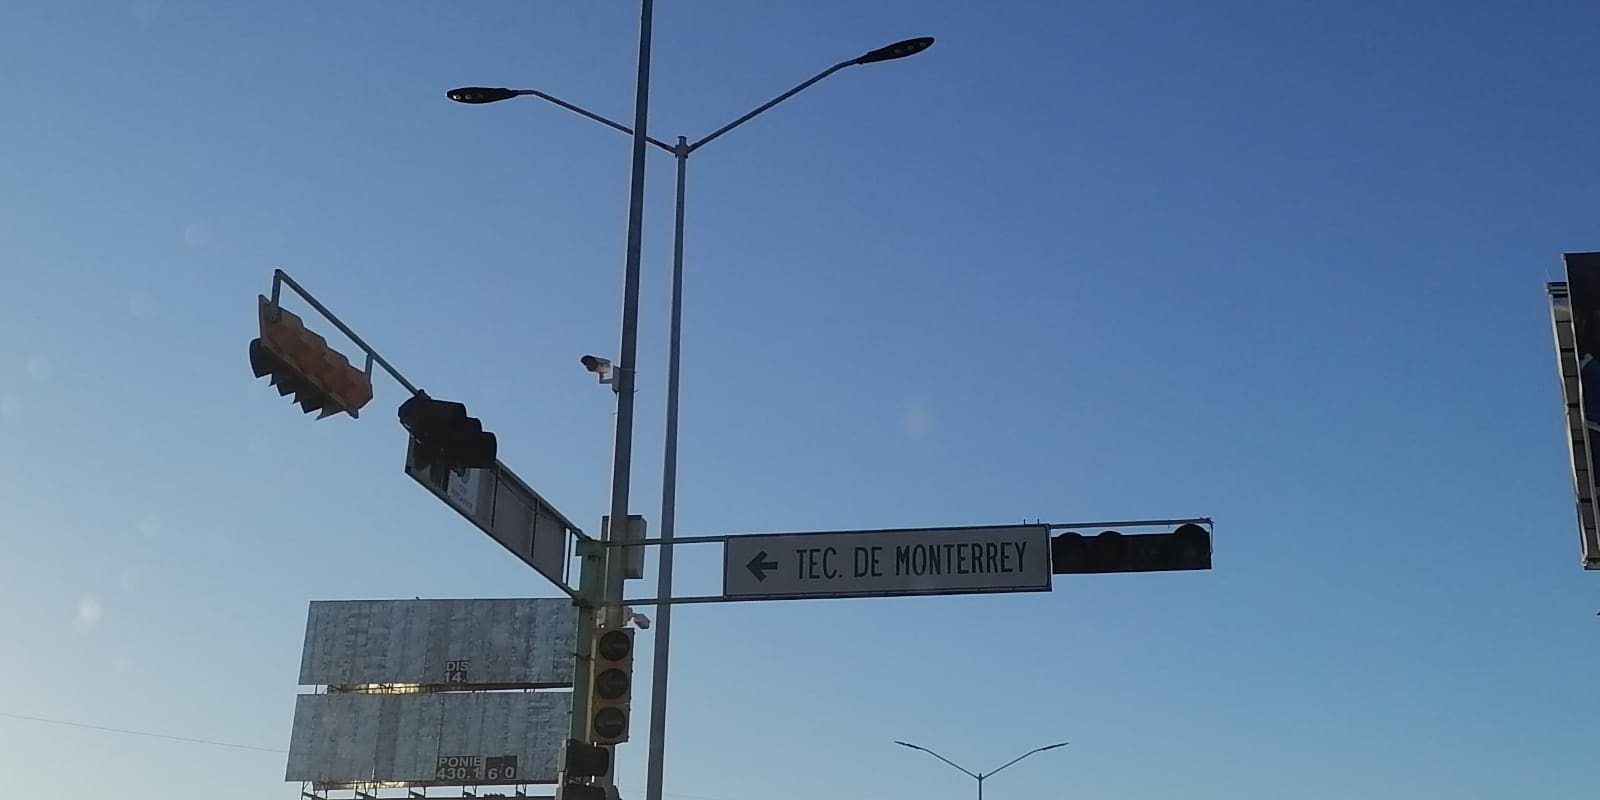 TEC. DE MONTERREY
DIS
14.
PONIE
430.1 6 0